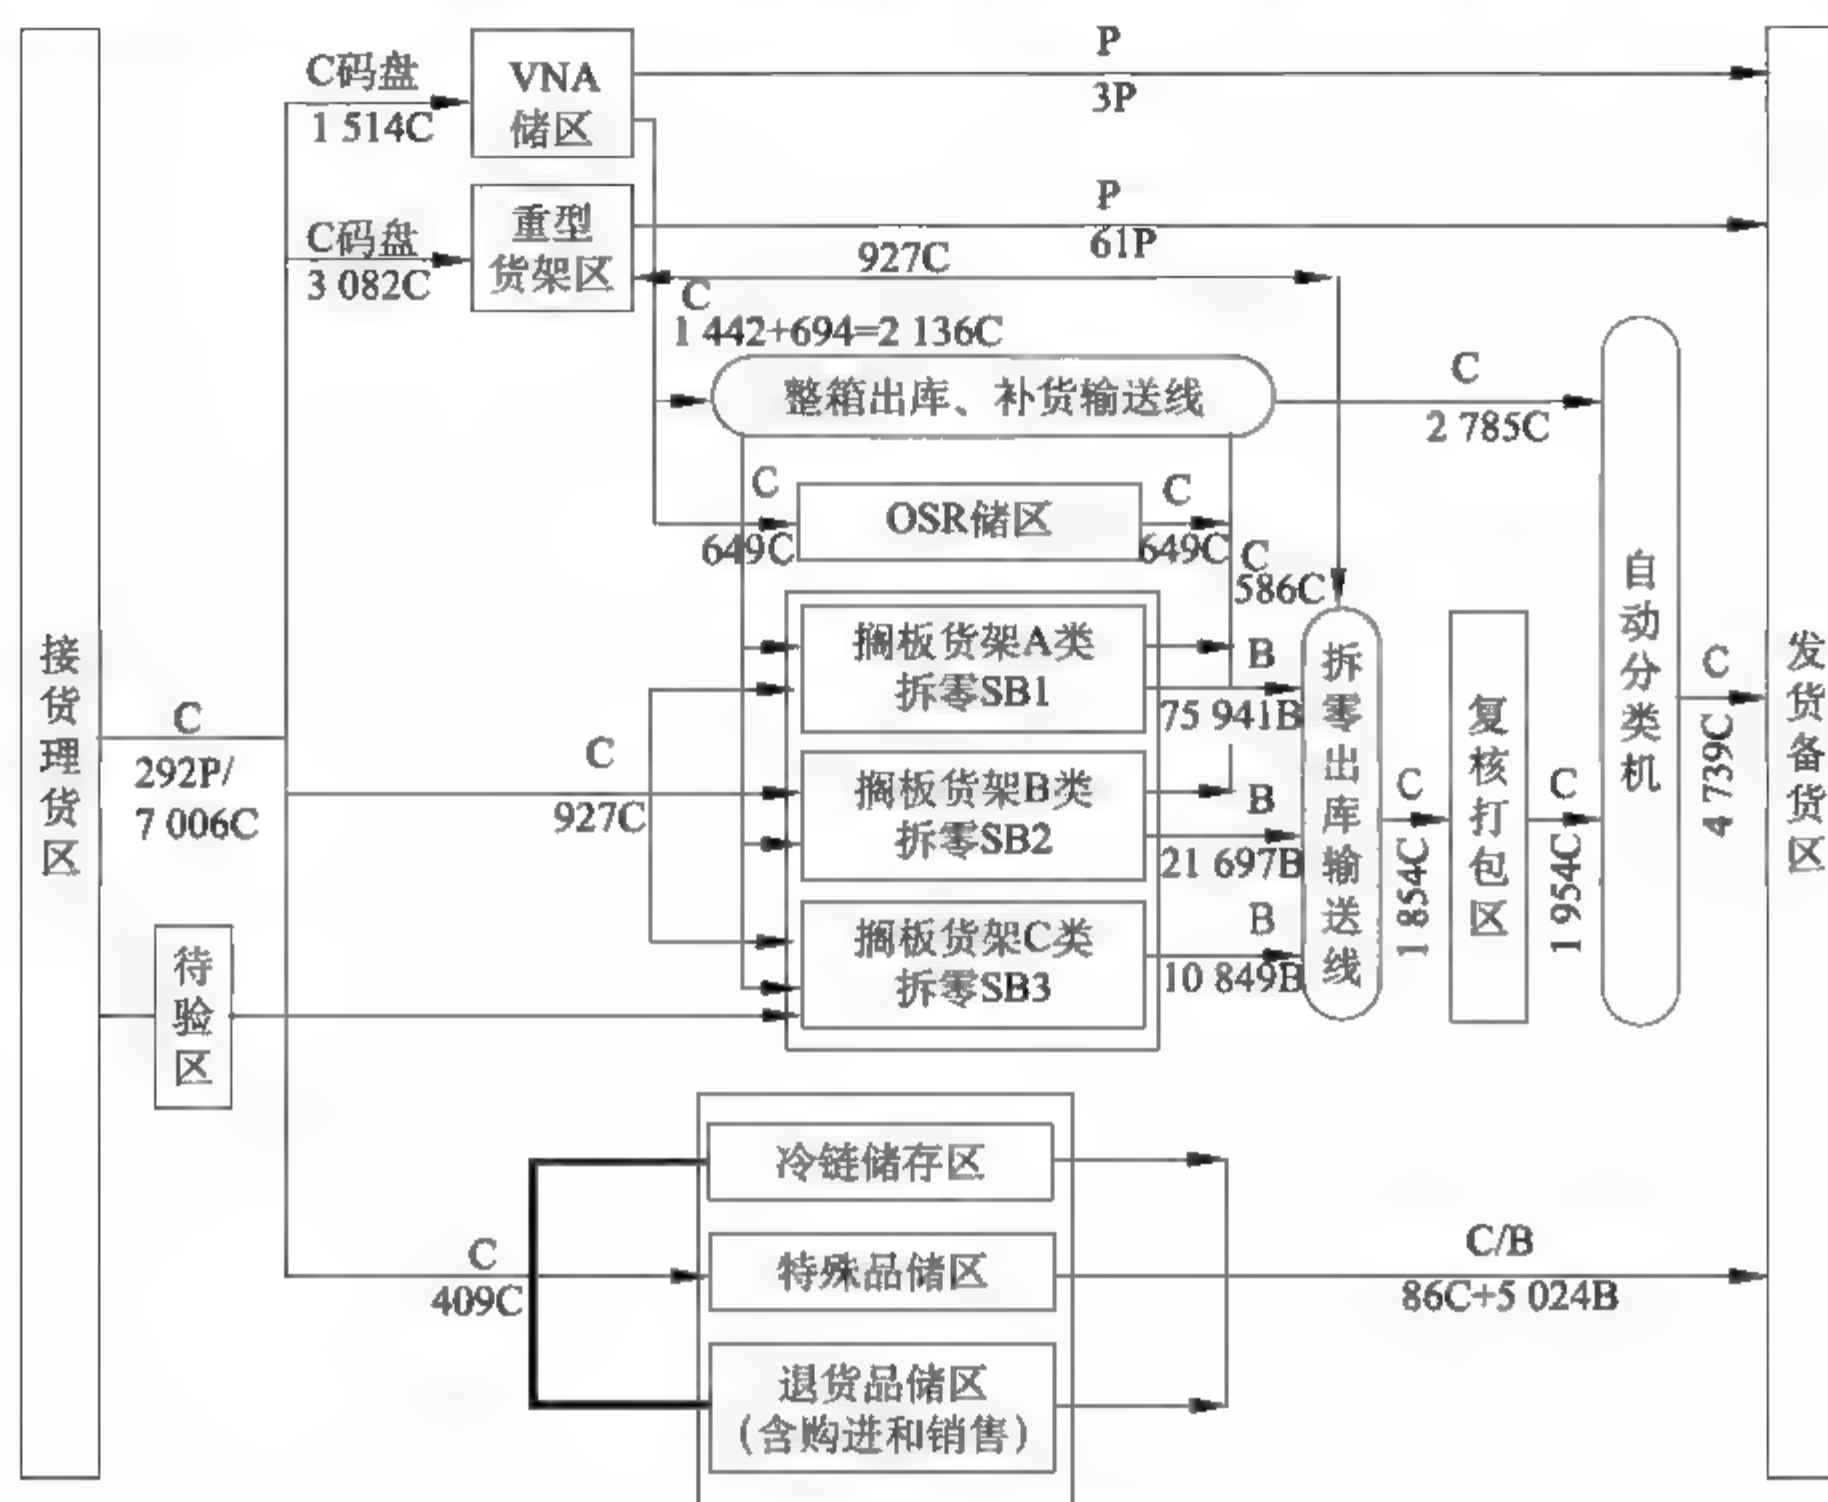 接货理货区
C
292P/
7 006C
待验区
C码盘
1 514C
VNA
储区
P
3P
C码盘
3 082C
重型
货架区
P
61P
927C
C
1 442+694=2 136C
整箱出库、补货输送线
C
2 785C
C
649C
OSR储区
C
649C
C
586C
C
927C
搁板货架A类
拆零SB1
B
75 941B
搁板货架B类
拆零SB2
B
21 697B
搁板货架C类
拆零SB3
B
10 849B
拆零出库输送线
C
1 854C
复核打包区
C
1 954C
自动分类机
C
4 739C
发货备货区
C
409C
冷链储存区
特殊品储区
退货品储区
(含购进和销售)
C/B
86C+5 024B